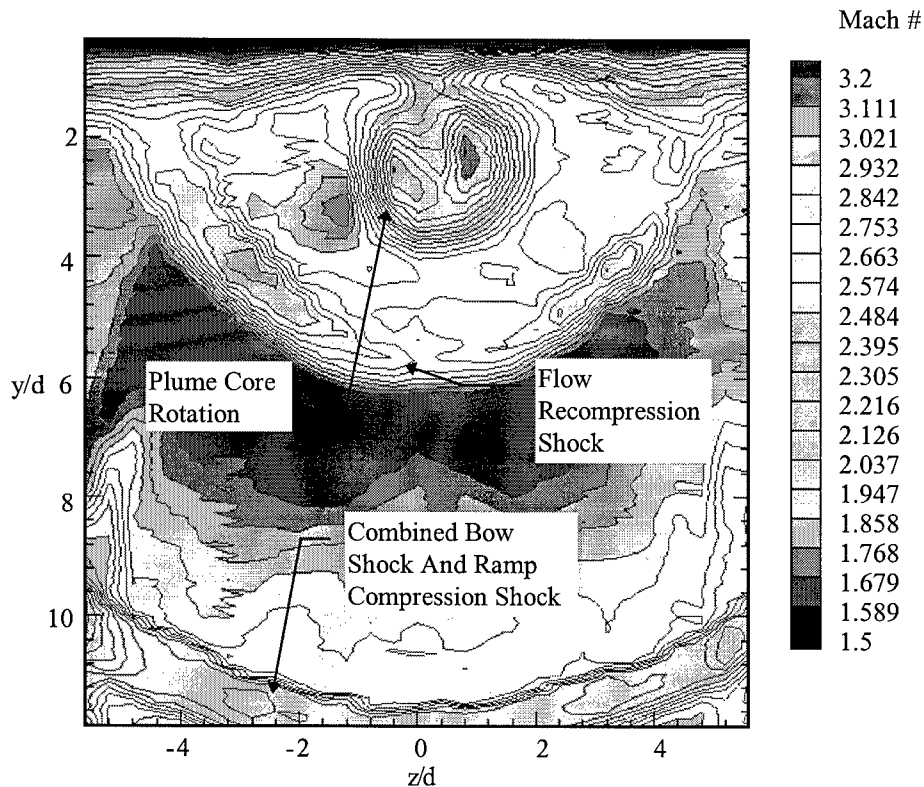 Mach #
3.2
3.111
3.021
2.932
2.842
2.753
2.663
2.574
2.484
2.395
2.305
2.216
2.126
2.037
1.947
1.858
1.768
1.679
1.589
1.5
2
4
y/d 6
8
10
Plume Core
Rotation
Flow
Recompression
Shock
Combined Bow
Shock And Ramp
Compression Shock
-4 -2 0 2 4
z/d